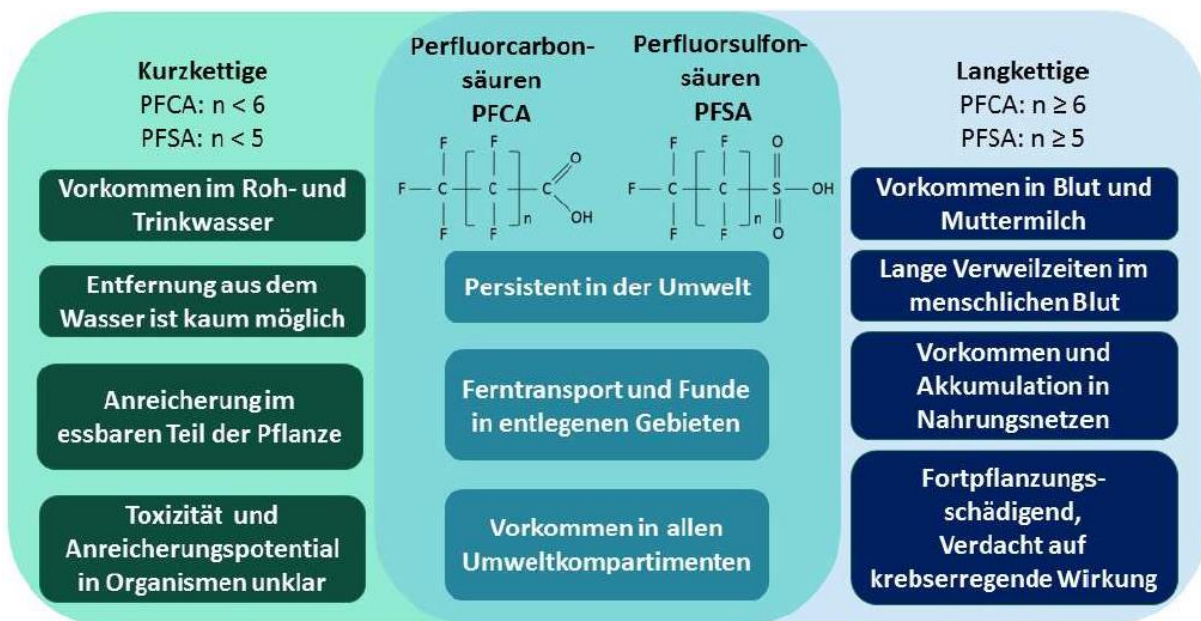 Kurzkettige
PFCA: n < 6
PFSA: n < 5
Vorkommen im Roh- und
Trinkwasser
Entfernung aus dem
Wasser ist kaum möglich
Anreicherung im
essbaren Teil der Pflanze
Toxizität und
Anreicherungspotential
in Organismen unklar
Perfluorcarbon-
säuren
PFCA
F
F
F
C
C
C
O
OH
F
F
n
Perfluorsulfon-
säuren
PFSA
F
F
O
F
C
C
S
OH
F
F
n
O
Persistent in der Umwelt
Ferntransport und Funde
in entlegenen Gebieten
Vorkommen in allen
Umweltkompartimenten
Langkettige
PFCA: n ≥ 6
PFSA: n ≥ 5
Vorkommen in Blut und
Muttermilch
Lange Verweilzeiten im
menschlichen Blut
Vorkommen und
Akkumulation in
Nahrungsnetzen
Fortpflanzungs-
schädigend,
Verdacht auf
krebserregende Wirkung